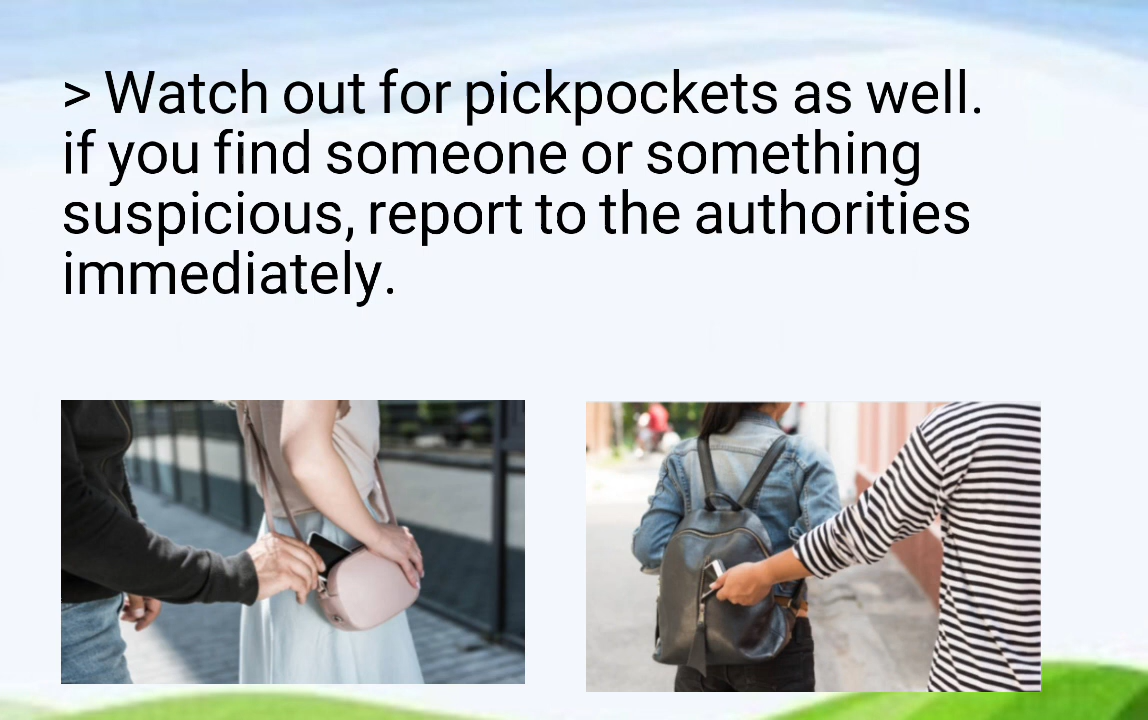 > Watch out for pickpockets as well.
if you find someone or something
suspicious, report to the authorities
immediately.